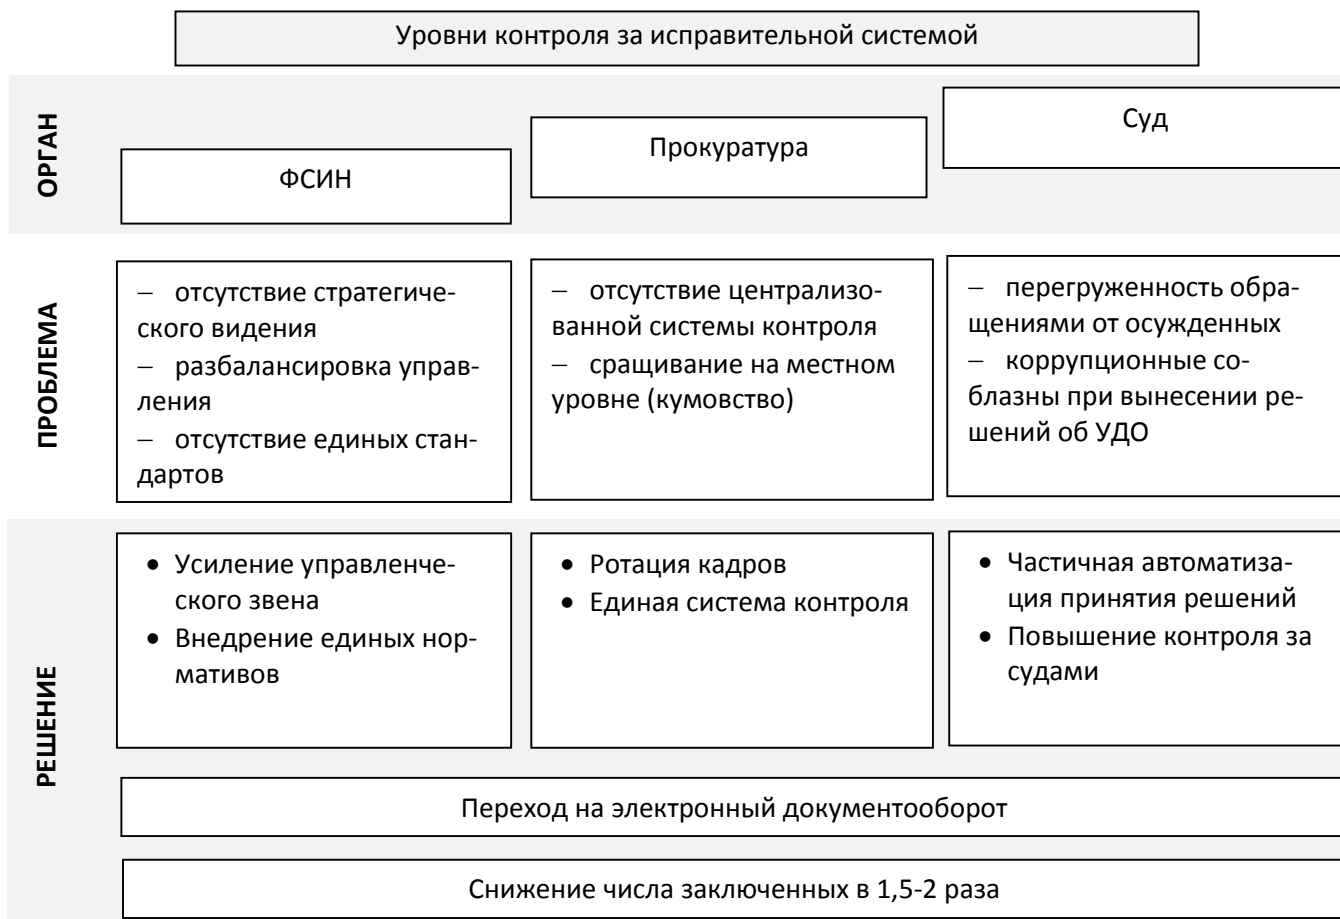 Уровни контроля за исправительной системой
ОРГАН
ФСИН
Прокуратура
Суд
ПРОБЛЕМА
– отсутствие стратегиче-
ского видения
– разбалансировка управ-
ления
– отсутствие единых стан-
дартов
– отсутствие централизо-
ванной системы контроля
– сращивание на местном
уровне (кумовство)
– перегруженность обра-
щениями от осужденных
– коррупционные со-
блазны при вынесении ре-
шений об УДО
РЕШЕНИЕ
• Усиление управленче-
ского звена
• Внедрение единых нор-
мативов
• Ротация кадров
• Единая система контроля
• Частичная автоматиза-
ция принятия решений
• Повышение контроля за
судами
Переход на электронный документооборот
Снижение числа заключенных в 1,5-2 раза